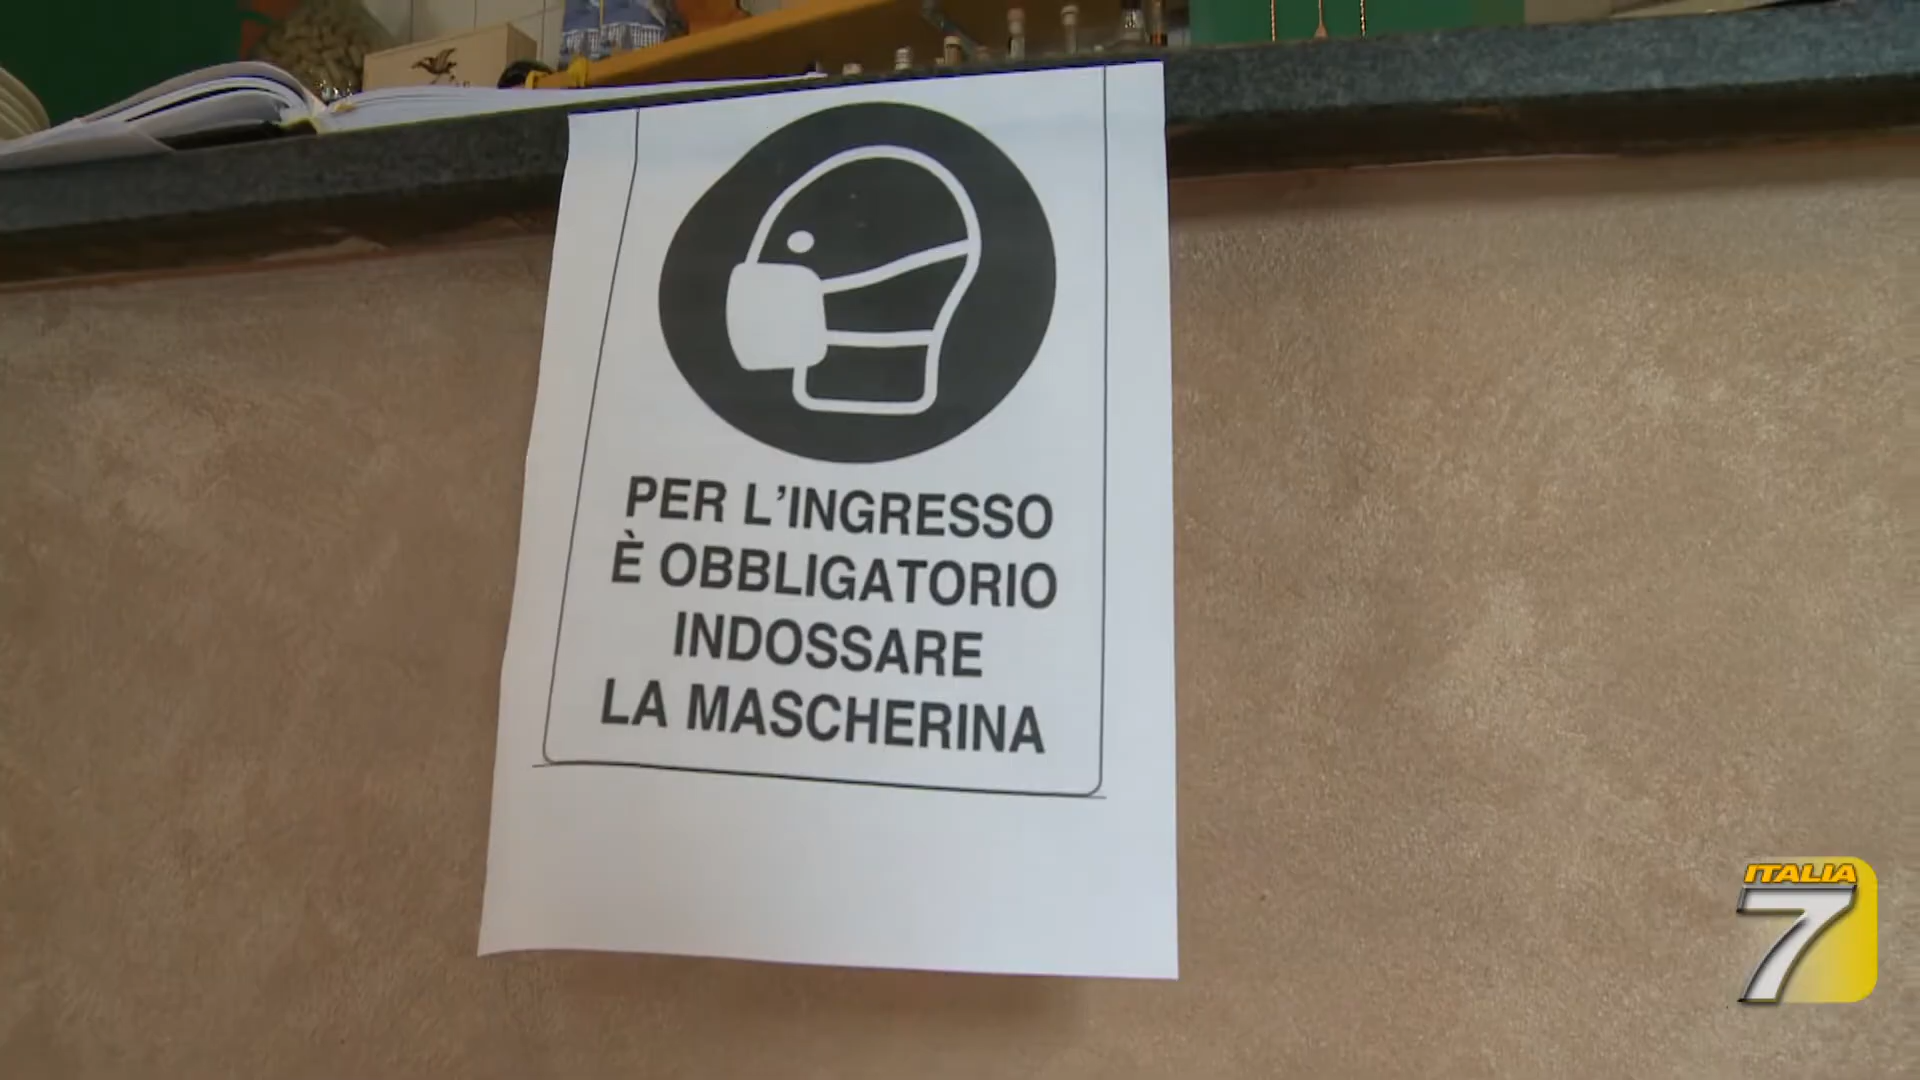 PER L'INGRESSO
È OBBLIGATORIO
INDOSSARE
LA MASCHERINA
ITALIA
7